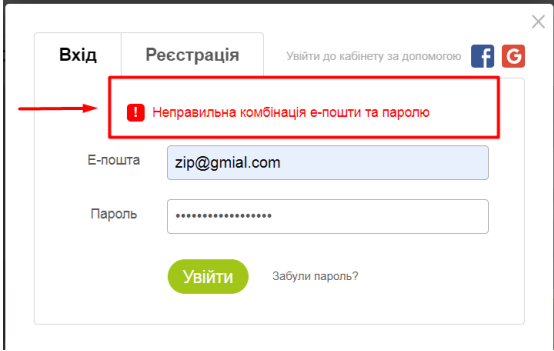 Вхід
Реєстрація
Увійти до кабінету за допомогою f G
! Неправильна комбінація е-пошти та паролю
Е-пошта
zip@gmial.com
Пароль
••••••••••••••••••
Увійти
Забули пароль?